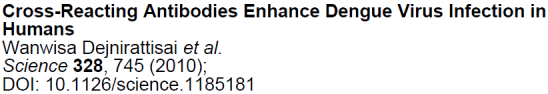 Cross-Reacting Antibodies Enhance Dengue Virus Infection in
Humans
Wanwisa Dejnirattisai et al.
Science 328, 745 (2010);
DOI: 10.1126/science.1185181